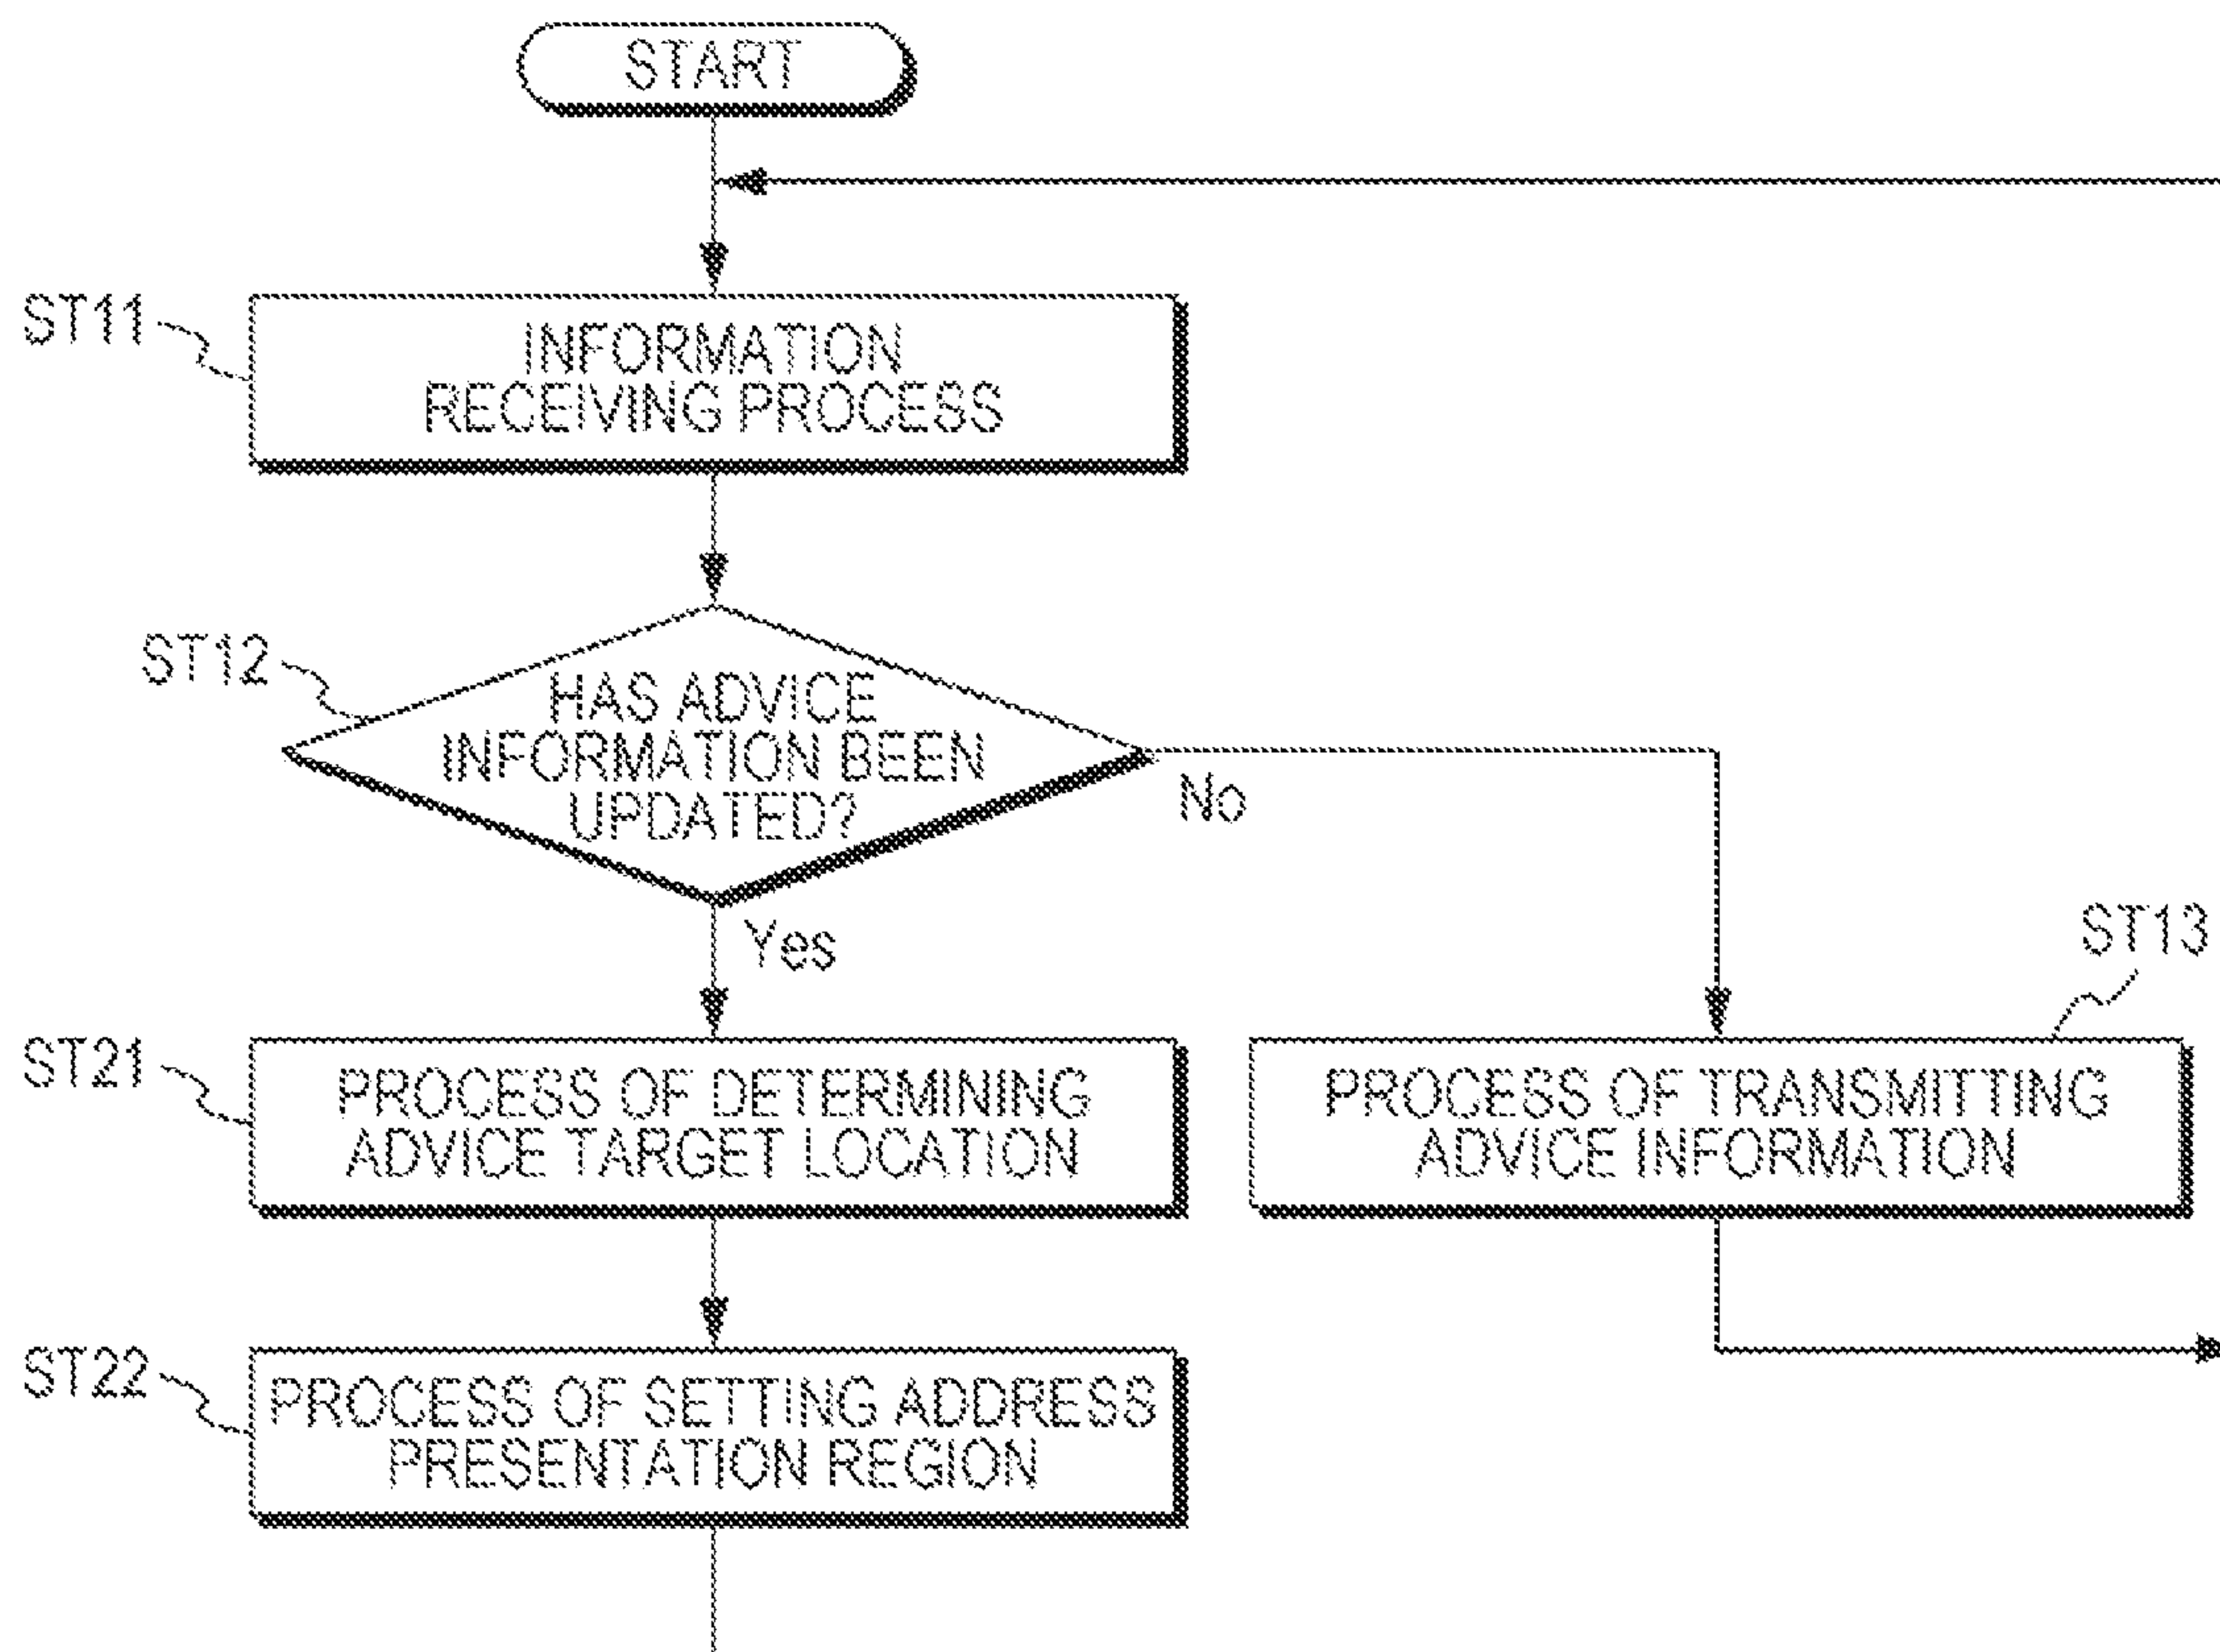 START
ST11
INFORMATION
RECEIVING PROCESS
ST12
HAS ADVICE
INFORMATION BEEN
UPDATED?
No
Yes
ST13
ST21
PROCESS OF DETERMINING
ADVICE TARGET LOCATION
PROCESS OF TRANSMITTING
ADVICE INFORMATION
ST22
PROCESS OF SETTING ADDRESS
PRESENTATION REGION